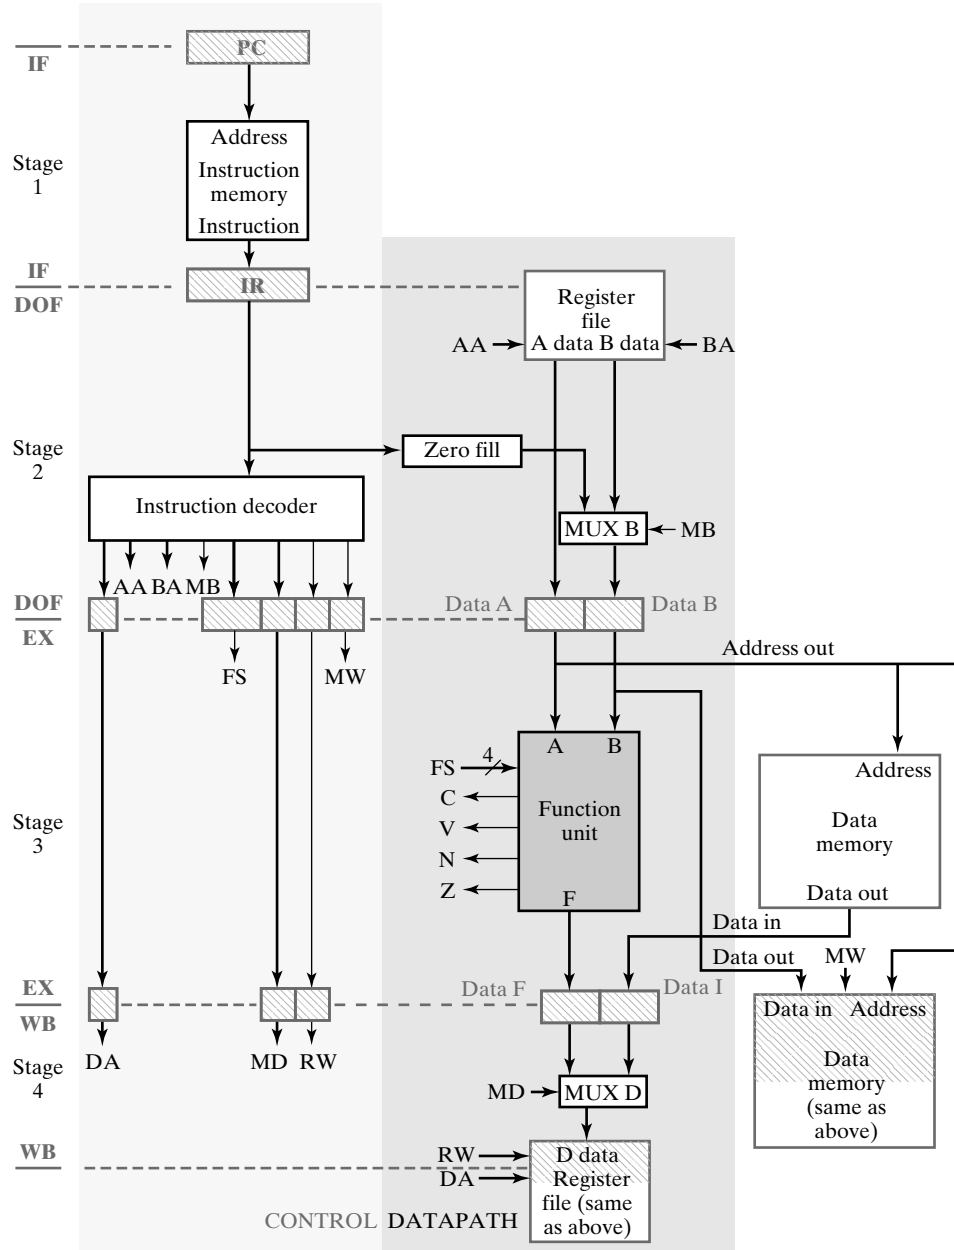 PC
IF
Address
Instruction
memory
Instruction
Stage
1
IF
DOF
IR
Register
file
A data B data
AA
BA
Stage
2
Zero fill
Instruction decoder
MUX B
MB
AA BA MB
DOF
EX
Data A
Data B
FS
MW
Address out
A
B
FS
4
C
V
N
Z
Function
unit
F
Address
Data
memory
Data out
Stage
3
Data in
Data out
MW
EX
WB
Data F
Data I
Data in Address
Data
memory
(same as
above)
DA
MD RW
Stage
4
MD
MUX D
WB
RW
DA
D data
Register
file (same
as above)
CONTROL DATAPATH